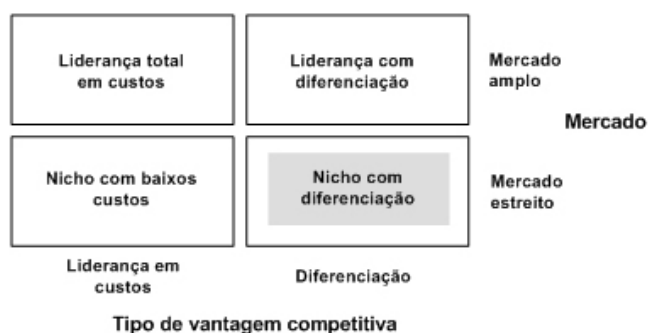 Liderança total
em custos
Liderança com
diferenciação
Mercado
amplo
Mercado
Nicho com baixos
custos
Nicho com
diferenciação
Mercado
estreito
Liderança em
custos
Diferenciação
Tipo de vantagem competitiva